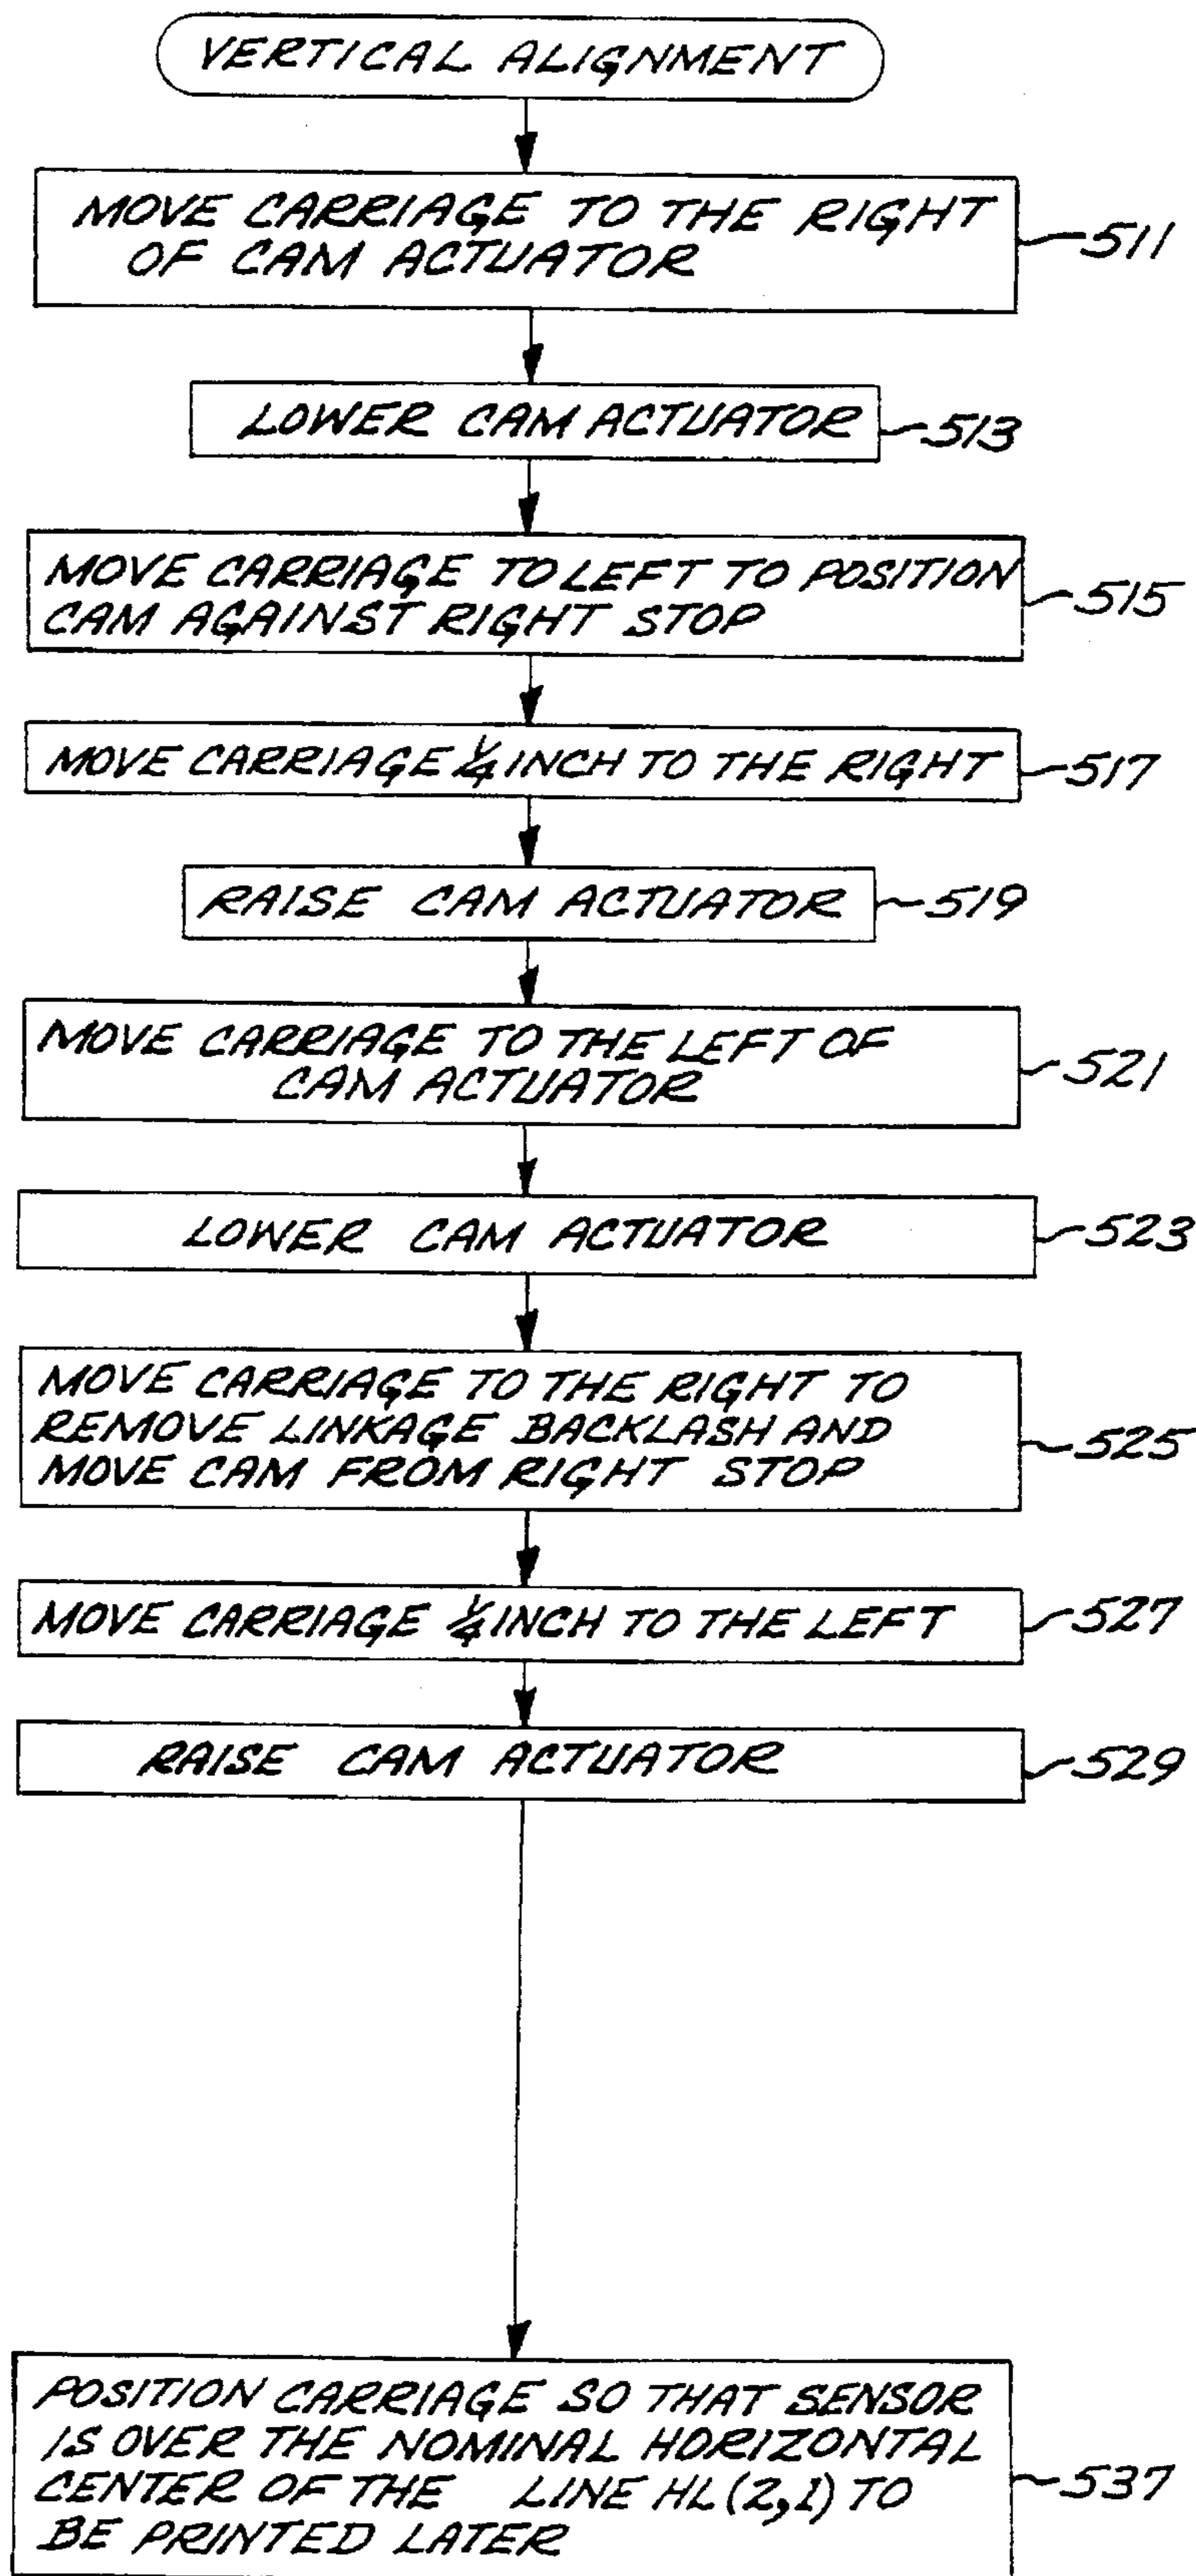 VERTICAL ALIGNMENT
MOVE CARRIAGE TO THE RIGHT
OF CAM ACTUATOR
511
LOWER CAM ACTUATOR
513
MOVE CARRIAGE TO LEFT TO POSITION
CAM AGAINST RIGHT STOP
515
MOVE CARRIAGE 1/4 INCH TO THE RIGHT
517
RAISE CAM ACTUATOR
519
MOVE CARRIAGE TO THE LEFT OF
CAM ACTUATOR
521
LOWER CAM ACTUATOR
523
MOVE CARRIAGE TO THE RIGHT TO
REMOVE LINKAGE BACKLASH AND
MOVE CAM FROM RIGHT STOP
525
MOVE CARRIAGE 1/4 INCH TO THE LEFT
527
RAISE CAM ACTUATOR
529
POSITION CARRIAGE SO THAT SENSOR
IS OVER THE NOMINAL HORIZONTAL
CENTER OF THE LINE HL(2,1) TO
BE PRINTED LATER
537